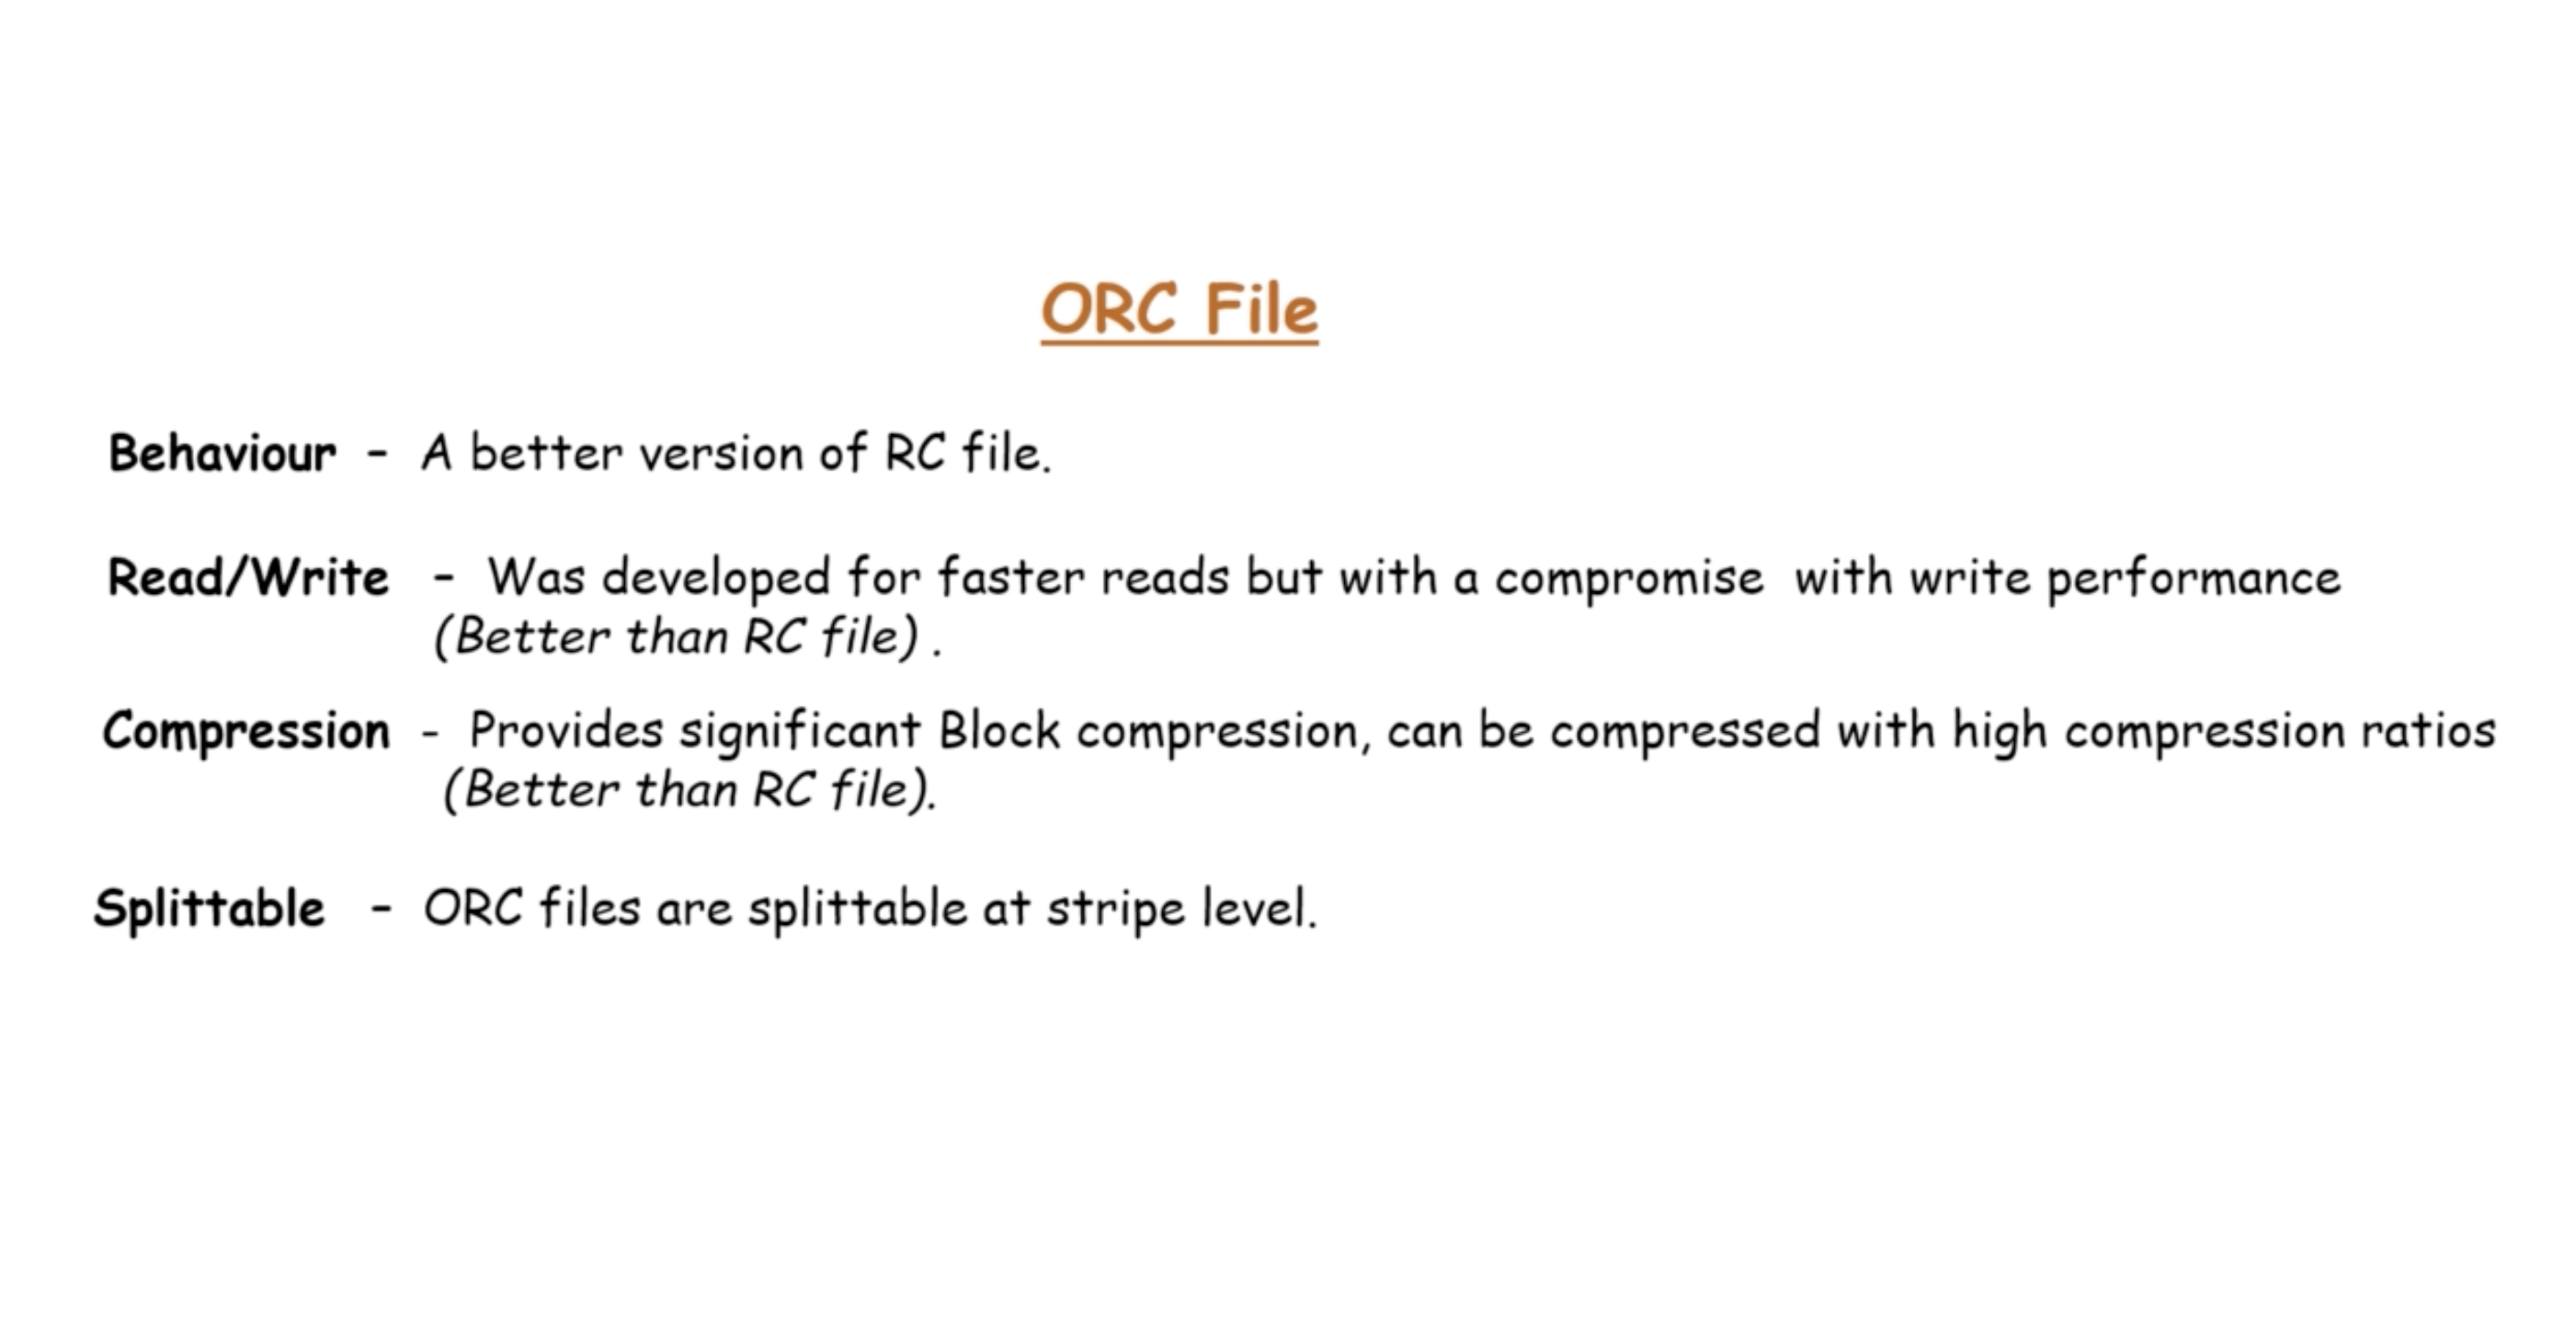 ORC File
Behaviour - A better version of RC file.
Read/Write - Was developed for faster reads but with a compromise with write performance
(Better than RC file) .
Compression - Provides significant Block compression, can be compressed with high compression ratios
(Better than RC file).
Splittable - ORC files are splittable at stripe level.